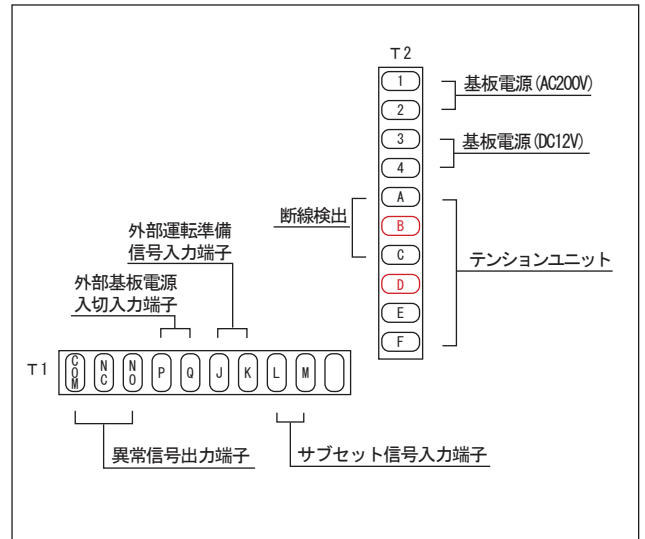 T2
1
基板電源(AC200V)
2
3
基板電源(DC12V)
4
A
断線検出
B
C
テンションユニット
D
E
F
外部運転準備
信号入力端子
外部基板電源
入切入力端子
T1
COM NC NO P Q J K L M
異常信号出力端子
サブセット信号入力端子